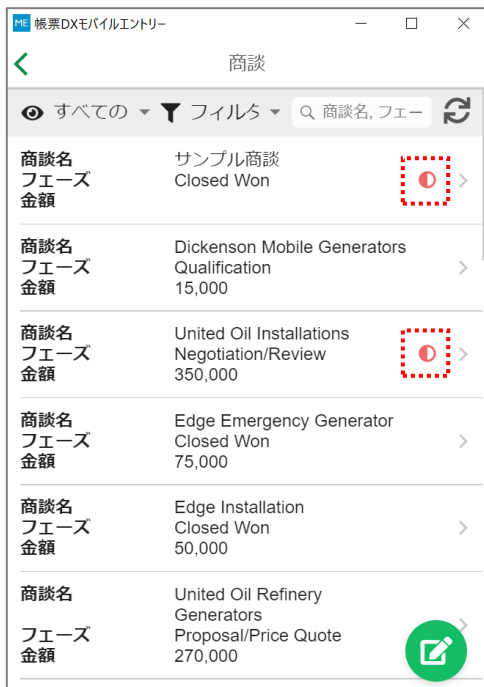 ME 帳票DXモバイルエントリー
商談
すべての フィルタ 商談名, フェー
商談名 サンプル商談
フェーズ Closed Won
金額
商談名 Dickenson Mobile Generators
フェーズ Qualification
金額 15,000
商談名 United Oil Installations
フェーズ Negotiation/Review
金額 350,000
商談名 Edge Emergency Generator
フェーズ Closed Won
金額 75,000
商談名 Edge Installation
フェーズ Closed Won
金額 50,000
商談名 United Oil Refinery
Generators
フェーズ Proposal/Price Quote
金額 270,000